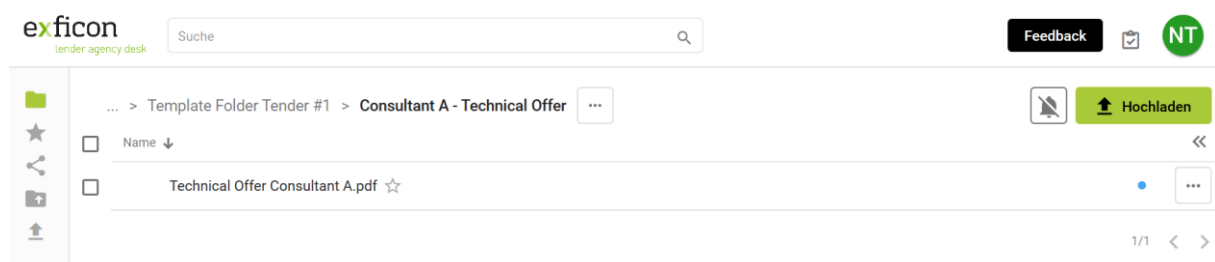 exficon
tender agency desk
Suche
Feedback
NT
... > Template Folder Tender #1 > Consultant A - Technical Offer ...
Hochladen
Name
Technical Offer Consultant A.pdf
...
1/1